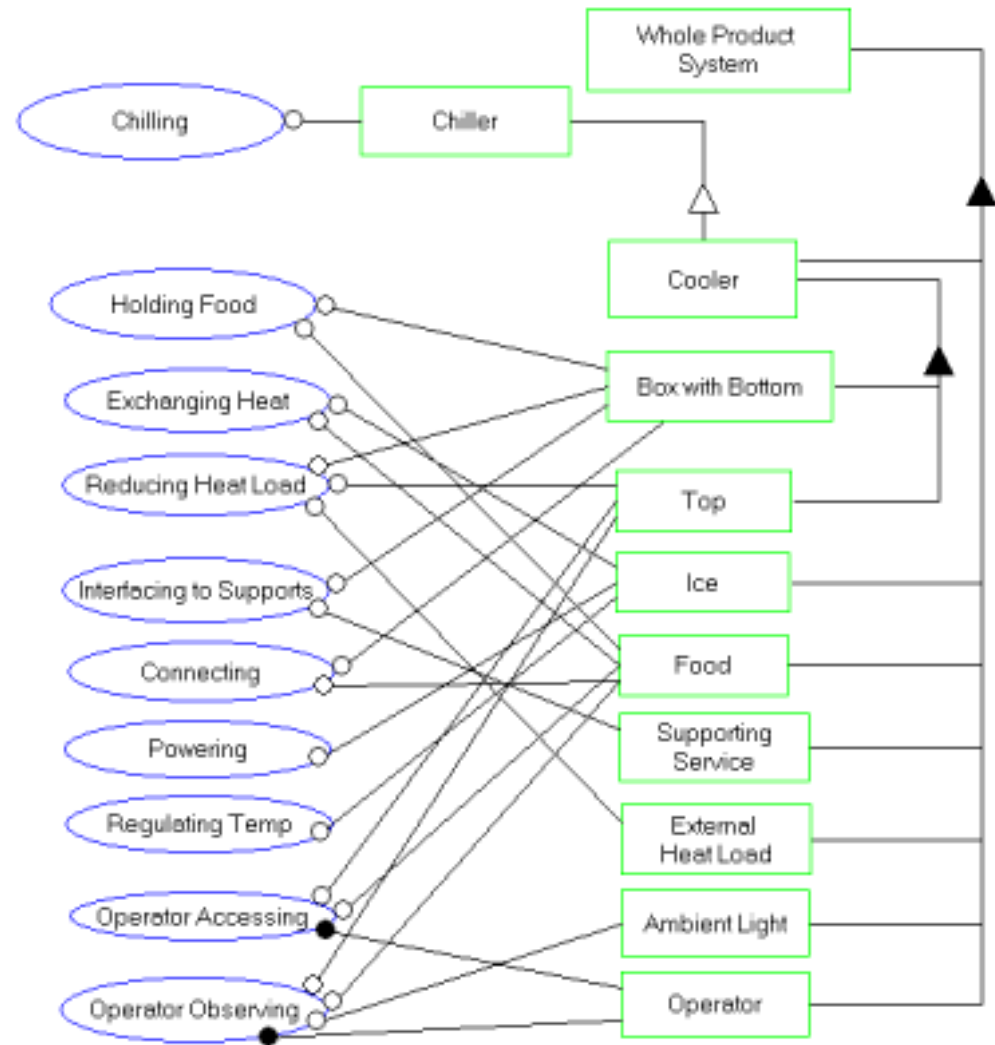 Whole Product
System
Chilling
Chiller
Cooler
Holding Food
Box with Bottom
Exchanging Heat
Reducing Heat Load
Top
Ice
Interfacing to Supports
Food
Connecting
Supporting
Service
Powering
Regulating Temp
External
Heat Load
Operator Accessing
Ambient Light
Operator Observing
Operator